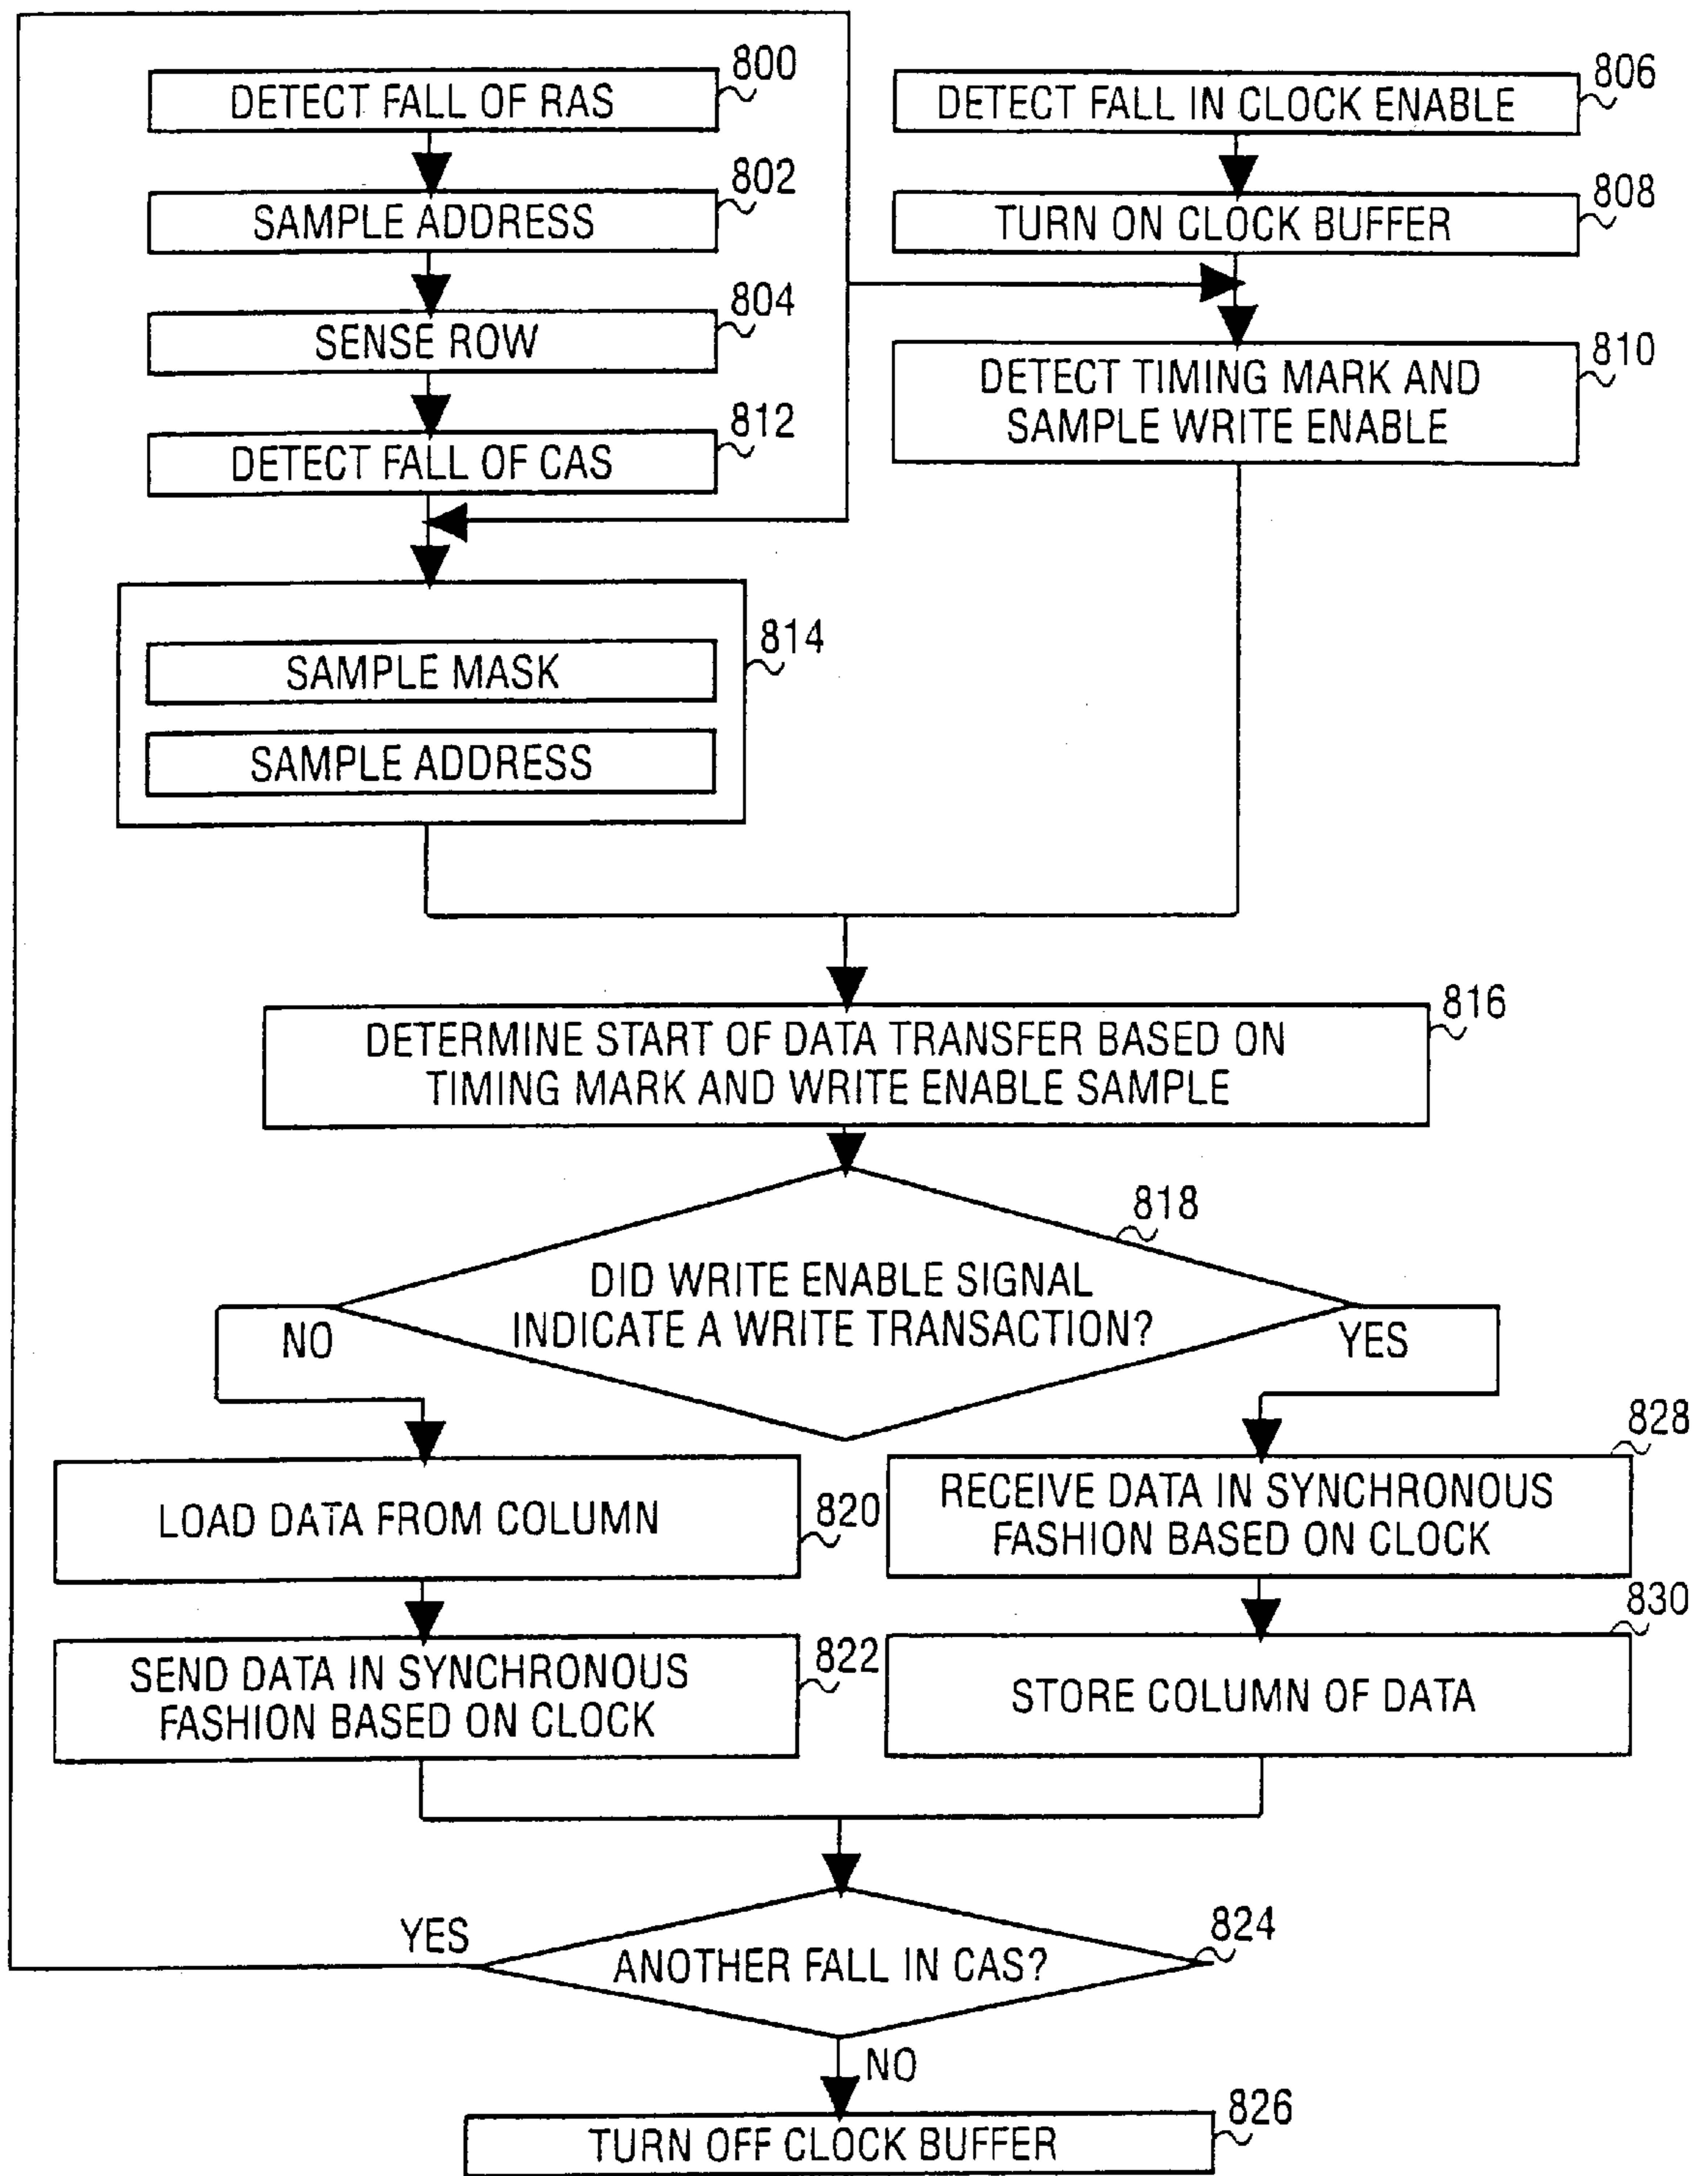 DETECT FALL OF RAS
800
SAMPLE ADDRESS
802
SENSE ROW
804
DETECT FALL OF CAS
812
SAMPLE MASK
SAMPLE ADDRESS
814
DETECT FALL IN CLOCK ENABLE
806
TURN ON CLOCK BUFFER
808
DETECT TIMING MARK AND
SAMPLE WRITE ENABLE
810
DETERMINE START OF DATA TRANSFER BASED ON
TIMING MARK AND WRITE ENABLE SAMPLE
816
DID WRITE ENABLE SIGNAL
INDICATE A WRITE TRANSACTION?
818
NO
YES
LOAD DATA FROM COLUMN
820
SEND DATA IN SYNCHRONOUS
FASHION BASED ON CLOCK
822
RECEIVE DATA IN SYNCHRONOUS
FASHION BASED ON CLOCK
828
STORE COLUMN OF DATA
830
ANOTHER FALL IN CAS?
824
YES
NO
TURN OFF CLOCK BUFFER
826